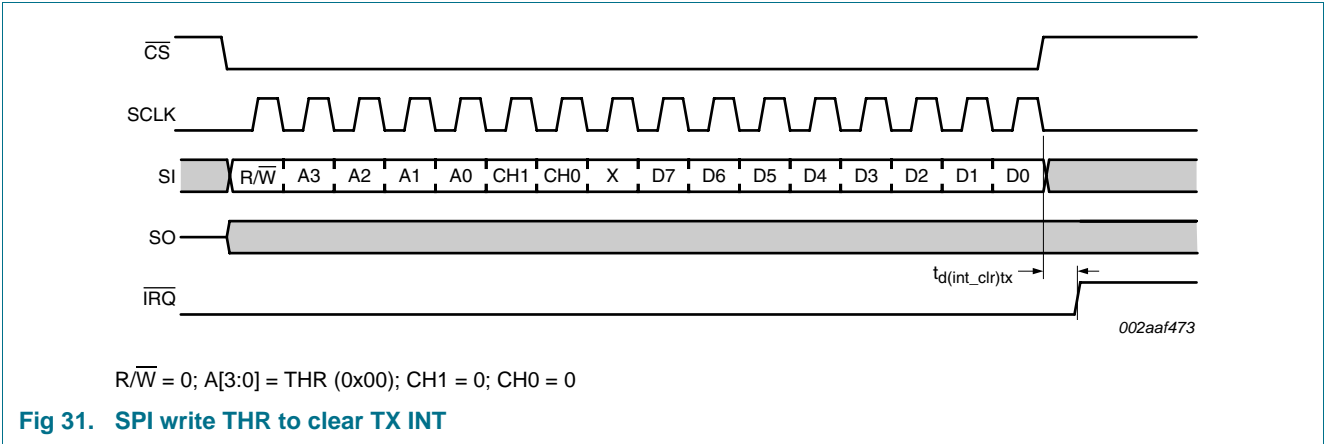 CS
SCLK
SI R/W A3 A2 A1 A0 CH1 CH0 X D7 D6 D5 D4 D3 D2 D1 D0
SO
td(int_clr)tx
IRQ
002aaf473
R/W = 0; A[3:0] = THR (0x00); CH1 = 0; CH0 = 0
Fig 31. SPI write THR to clear TX INT